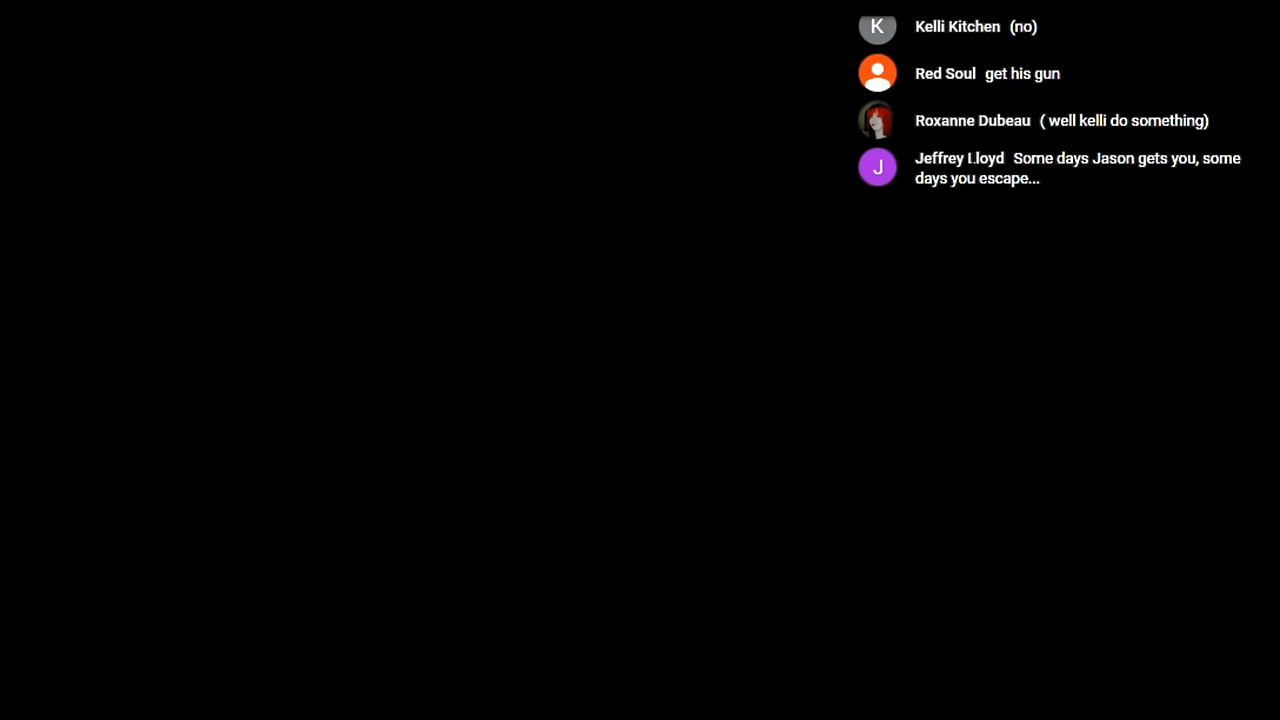 K Kelli Kitchen (no)
Red Soul get his gun
Roxanne Dubeau ( well kelli do something)
J Jeffrey Lloyd Some days Jason gets you, some
days you escape...